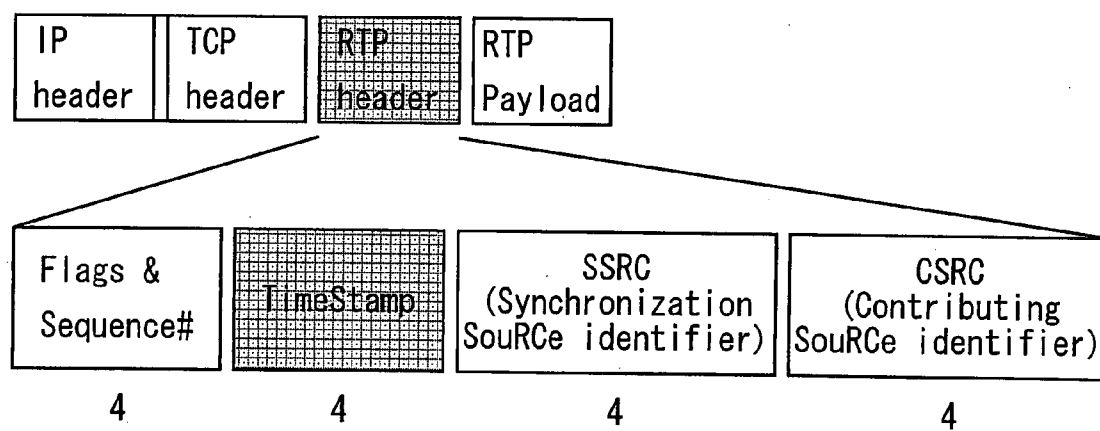 IP header
TCP header
RTP header
RTP Payload
Flags &
Sequence#
TimeStamp
SSRC
(Synchronization
SouRCe identifier)
CSRC
(Contributing
SouRCe identifier)
4 4 4 4